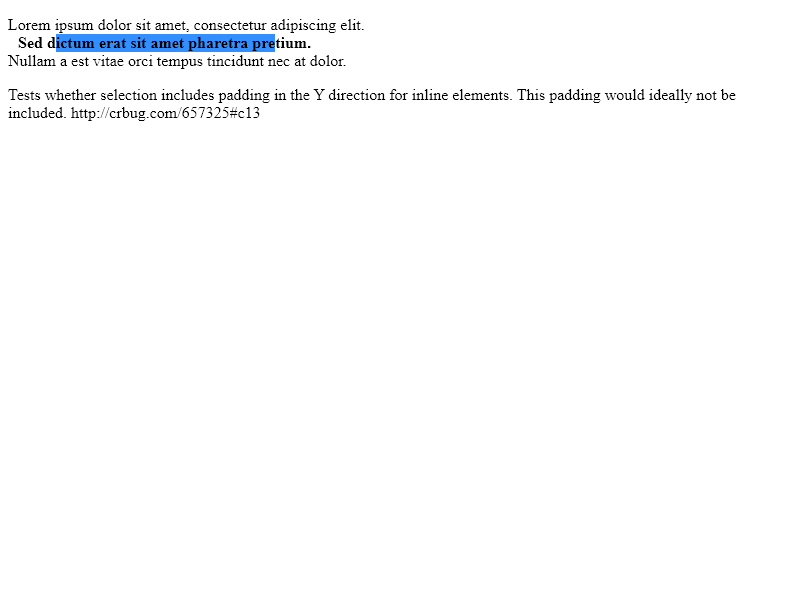 Lorem ipsum dolor sit amet, consectetur adipiscing elit.
Sed dictum erat sit amet pharetra pretium.
Nullam a est vitae orci tempus tincidunt nec at dolor.
Tests whether selection includes padding in the Y direction for inline elements. This padding would ideally not be
included. http://crbug.com/657325#c13